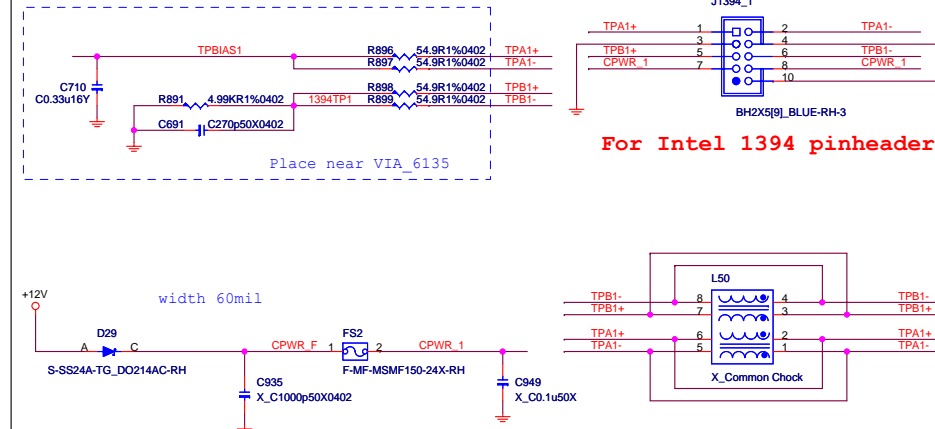 J1394_1
TPBIAS1
R896 54.9R1%0402 TPA1+
R897 54.9R1%0402 TPA1-
C710
C0.33u16Y
R898 54.9R1%0402 TPB1+
R891 4.99KR1%0402 1394TP1 R899 54.9R1%0402 TPB1-
C691 C270p50X0402
Place near VIA_6135
TPA1+ 1 2 TPA1-
3 4
TPB1+ 5 6 TPB1-
CPWR_1 7 8 CPWR_1
10
BH2X5[9]_BLUE-RH-3
For Intel 1394 pinheader
+12V
width 60mil
D29
A C
S-SS24A-TG_DO214AC-RH
CPWR_F 1 FS2 2 CPWR_1
F-MF-MSMF150-24X-RH
C935
X_C1000p50X0402
C949
X_C0.1u50X
L50
TPB1- 8 4 TPB1-
TPB1+ 7 3 TPB1+
TPA1+ 6 2 TPA1+
TPA1- 5 1 TPA1-
X_Common Chock